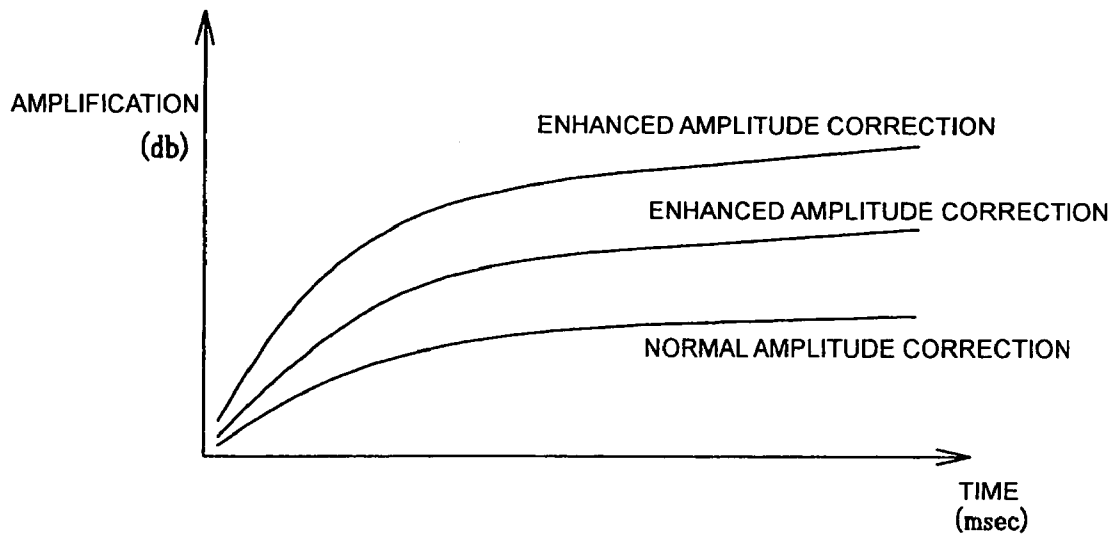 AMPLIFICATION
(db)
ENHANCED AMPLITUDE CORRECTION
ENHANCED AMPLITUDE CORRECTION
NORMAL AMPLITUDE CORRECTION
TIME
(msec)